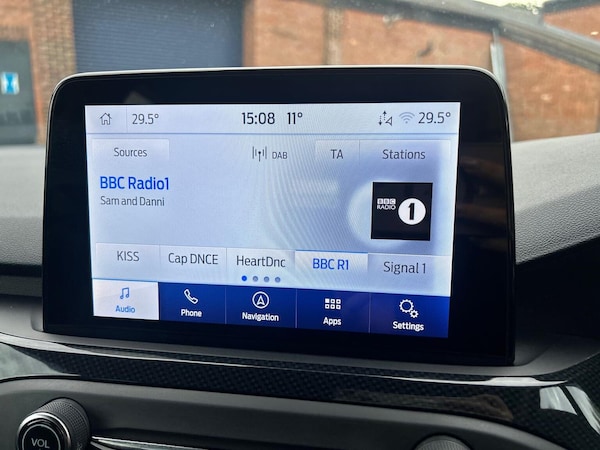 29.5° 15:08 11° 29.5°
Sources DAB TA Stations
BBC Radio1
Sam and Danni
BBC
RADIO 1
KISS Cap DNCE HeartDnc BBC R1 Signal 1
Audio Phone Navigation Apps Settings
VOL